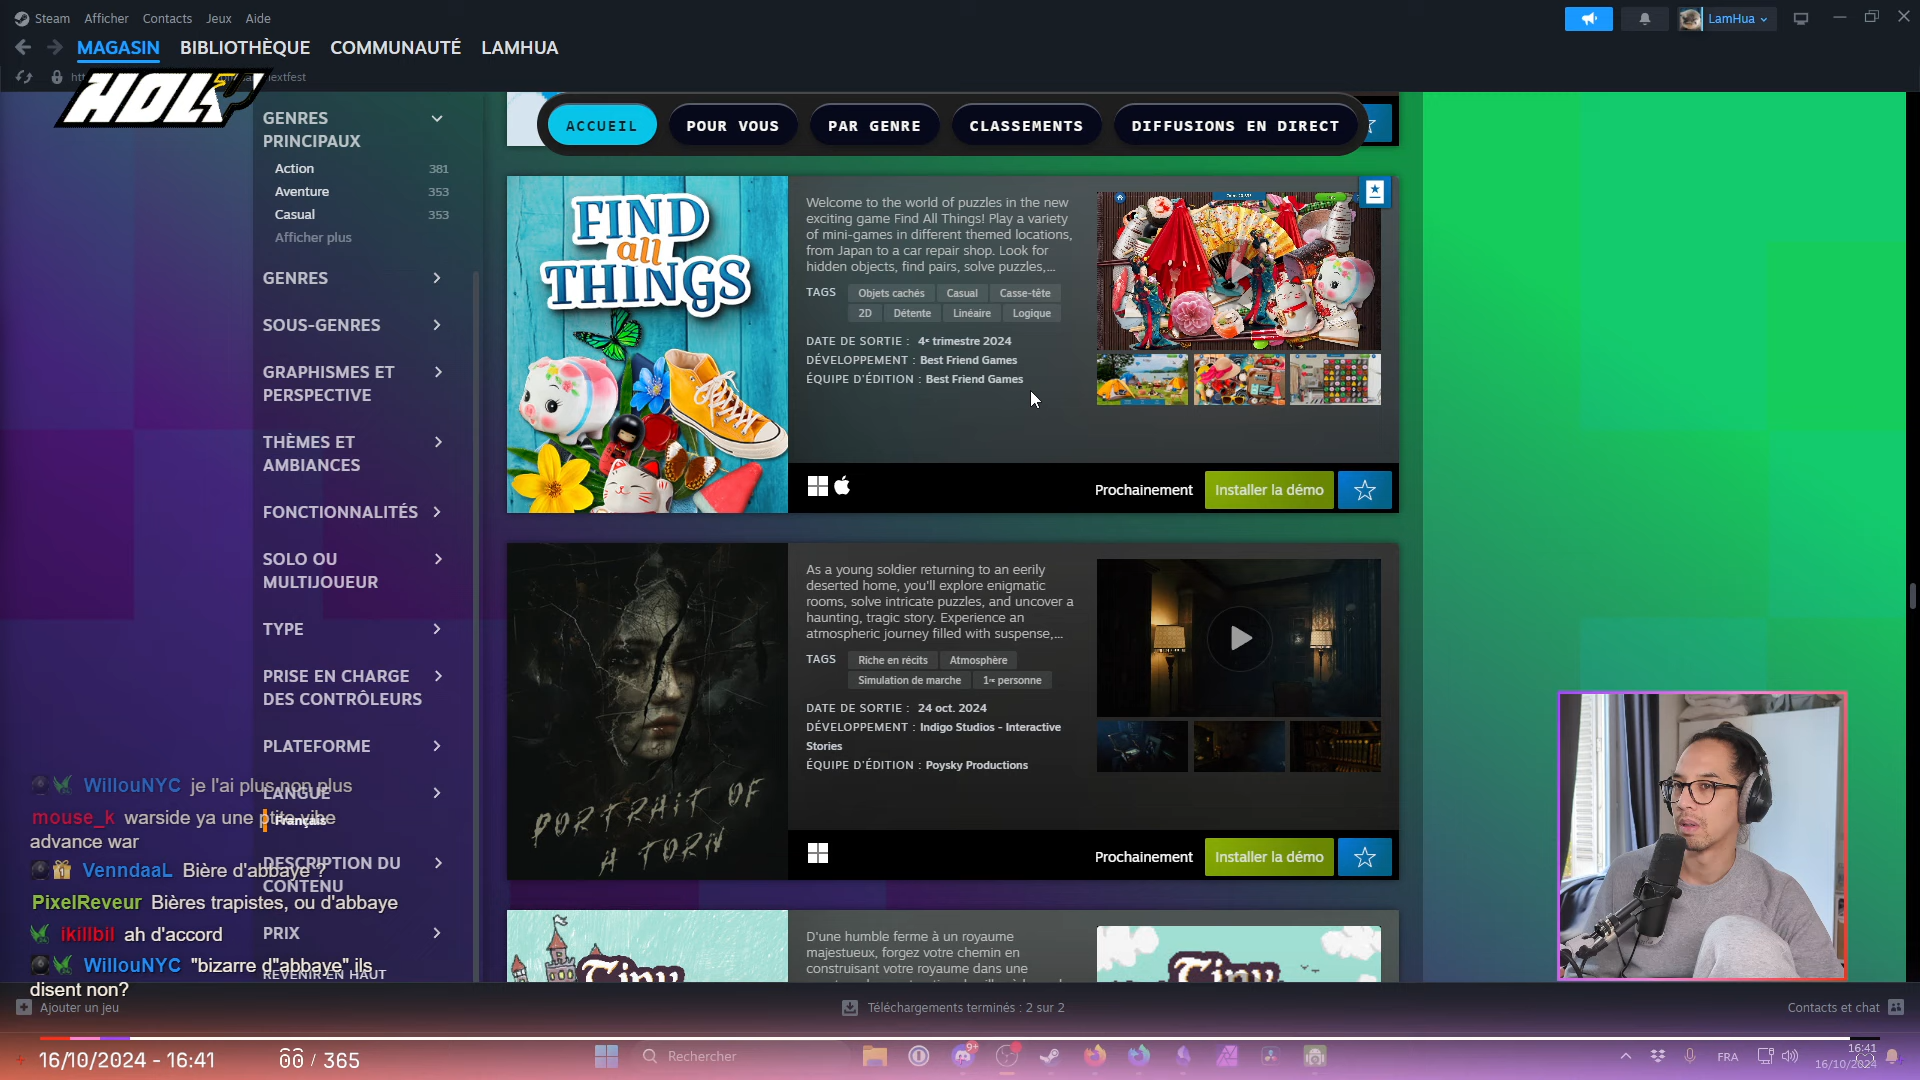 Steam Afficher Contacts Jeux Aide
LamHua
MAGASIN BIBLIOTHÈQUE COMMUNAUTÉ LAMHUA
HOLY
extfest
ACCUEIL POUR VOUS PAR GENRE CLASSEMENTS DIFFUSIONS EN DIRECT
GENRES
PRINCIPAUX
Action 381
Aventure 353
Casual 353
Afficher plus
GENRES
SOUS-GENRES
GRAPHISMES ET
PERSPECTIVE
THÈMES ET
AMBIANCES
FONCTIONNALITÉS
SOLO OU
MULTIJOUEUR
TYPE
PRISE EN CHARGE
DES CONTRÔLEURS
PLATEFORME
LANGUE
Français
DESCRIPTION DU
CONTENU
PRIX
REVENIR EN HAUT
FIND
all
THINGS
Welcome to the world of puzzles in the new
exciting game Find All Things! Play a variety
of mini-games in different themed locations,
from Japan to a car repair shop. Look for
hidden objects, find pairs, solve puzzles,...
TAGS Objets cachés Casual Casse-tête
2D Détente Linéaire Logique
DATE DE SORTIE : 4e trimestre 2024
DÉVELOPPEMENT : Best Friend Games
ÉQUIPE D'ÉDITION : Best Friend Games
Prochainement Installer la démo
PORTRAIT OF
A TORN
As a young soldier returning to an eerily
deserted home, you'll explore enigmatic
rooms, solve intricate puzzles, and uncover a
haunting, tragic story. Experience an
atmospheric journey filled with suspense,...
TAGS Riche en récits Atmosphère
Simulation de marche 1re personne
DATE DE SORTIE : 24 oct. 2024
DÉVELOPPEMENT : Indigo Studios - Interactive
Stories
ÉQUIPE D'ÉDITION : Poysky Productions
Prochainement Installer la démo
Tiny
D'une humble ferme à un royaume
majestueux, forgez votre chemin en
construisant votre royaume dans une
Tiny
WillouNYC je l'ai plus non plus
mouse_k warside ya une ptite vibe
advance war
VenndaaL Bière d'abbaye ?
PixelReveur Bières trapistes, ou d'abbaye
ikillbil ah d'accord
WillouNYC "bizarre d"abbaye" ils
disent non?
Ajouter un jeu
Téléchargements terminés : 2 sur 2
Contacts et chat
16/10/2024 - 16:41 00 / 365
Rechercher
9+
FRA
16:41
16/10/2024